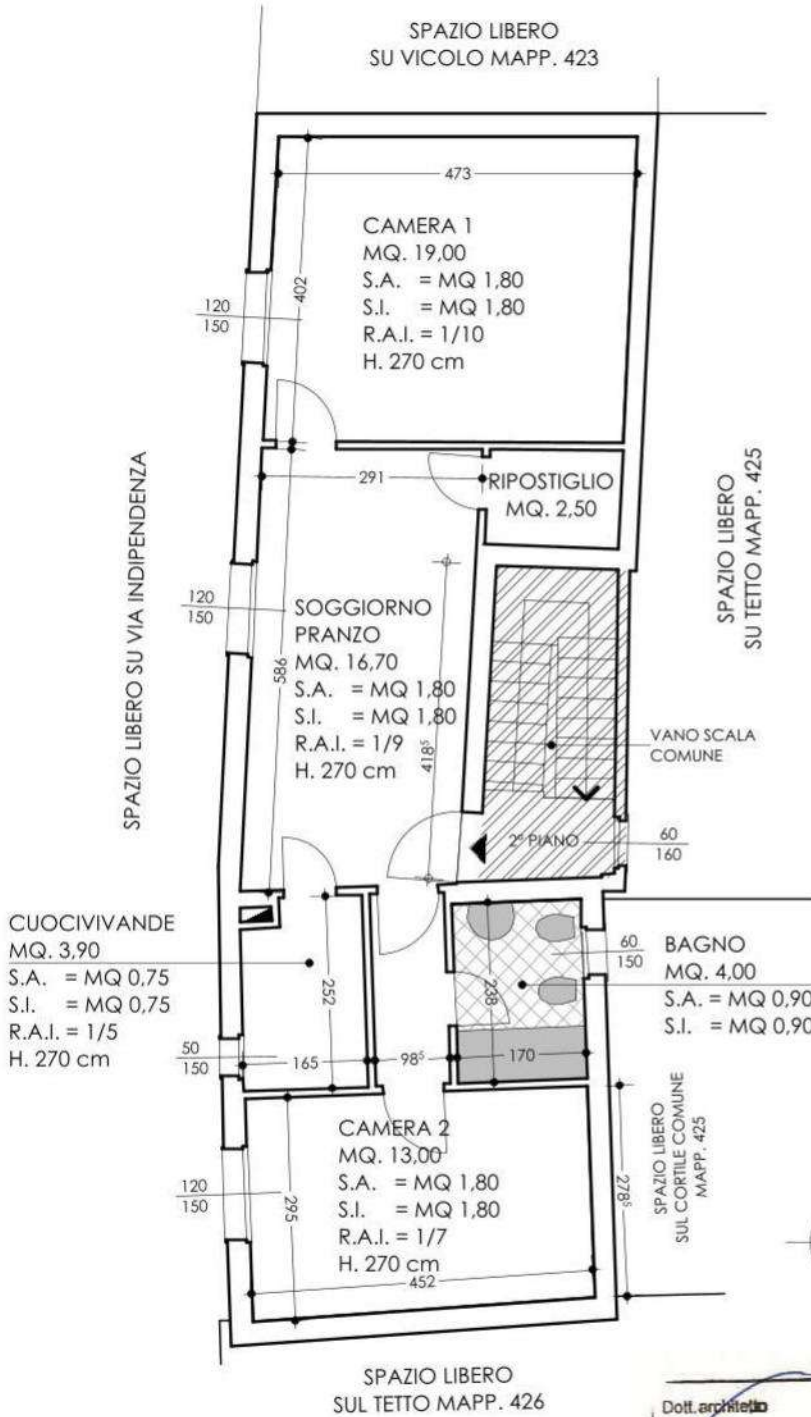 SPAZIO LIBERO
SU VICOLO MAPP. 423
473
CAMERA 1
MQ. 19,00
S.A. = MQ 1,80
S.I. = MQ 1,80
R.A.I. = 1/10
H. 270 cm
402
120
150
SPAZIO LIBERO SU VIA INDIPENDENZA
291
RIPOSTIGLIO
MQ. 2,50
SPAZIO LIBERO
SU TETTO MAPP. 425
120
150
SOGGIORNO
PRANZO
MQ. 16,70
S.A. = MQ 1,80
S.I. = MQ 1,80
R.A.I. = 1/9
H. 270 cm
586
418⁵
VANO SCALA
COMUNE
2° PIANO
60
160
CUOCIVIVANDE
MQ. 3,90
S.A. = MQ 0,75
S.I. = MQ 0,75
R.A.I. = 1/5
H. 270 cm
50
150
252
165
98⁵
238
170
60
150
BAGNO
MQ. 4,00
S.A. = MQ 0,90
S.I. = MQ 0,90
CAMERA 2
MQ. 13,00
S.A. = MQ 1,80
S.I. = MQ 1,80
R.A.I. = 1/7
H. 270 cm
120
150
295
452
278⁵
SPAZIO LIBERO
SUL CORTILE COMUNE
MAPP. 425
SPAZIO LIBERO
SUL TETTO MAPP. 426
Dott. architetto